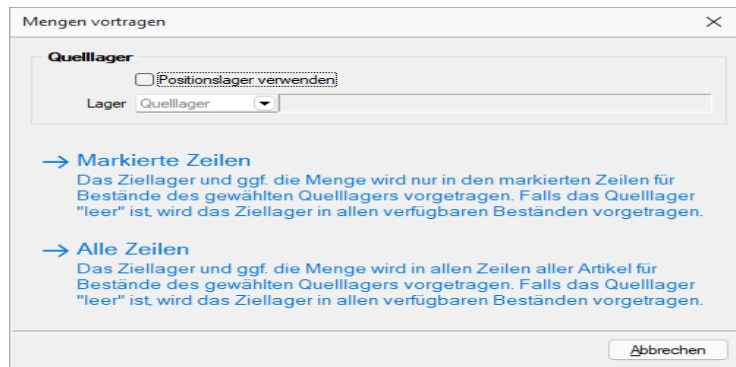 Mengen vortragen
Quelllager
Positionslager verwenden
Lager Quelllager
Markierte Zeilen
Das Ziellager und ggf. die Menge wird nur in den markierten Zeilen für
Bestände des gewählten Quelllagers vorgetragen. Falls das Quelllager
"leer" ist, wird das Ziellager in allen verfügbaren Beständen vorgetragen.
Alle Zeilen
Das Ziellager und ggf. die Menge wird in allen Zeilen aller Artikel für
Bestände des gewählten Quelllagers vorgetragen. Falls das Quelllager
"leer" ist, wird das Ziellager in allen verfügbaren Beständen vorgetragen.
Abbrechen